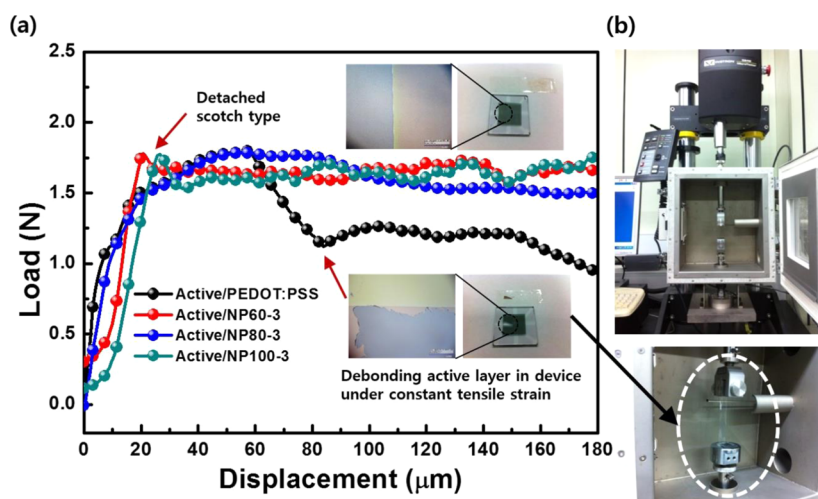 (a)
(b)
2.5
2.0
1.5
1.0
0.5
0.0
Load (N)
Detached
scotch type
Active/PEDOT:PSS
Active/NP60-3
Active/NP80-3
Active/NP100-3
Debonding active layer in device
under constant tensile strain
0 20 40 60 80 100 120 140 160 180
Displacement (μm)